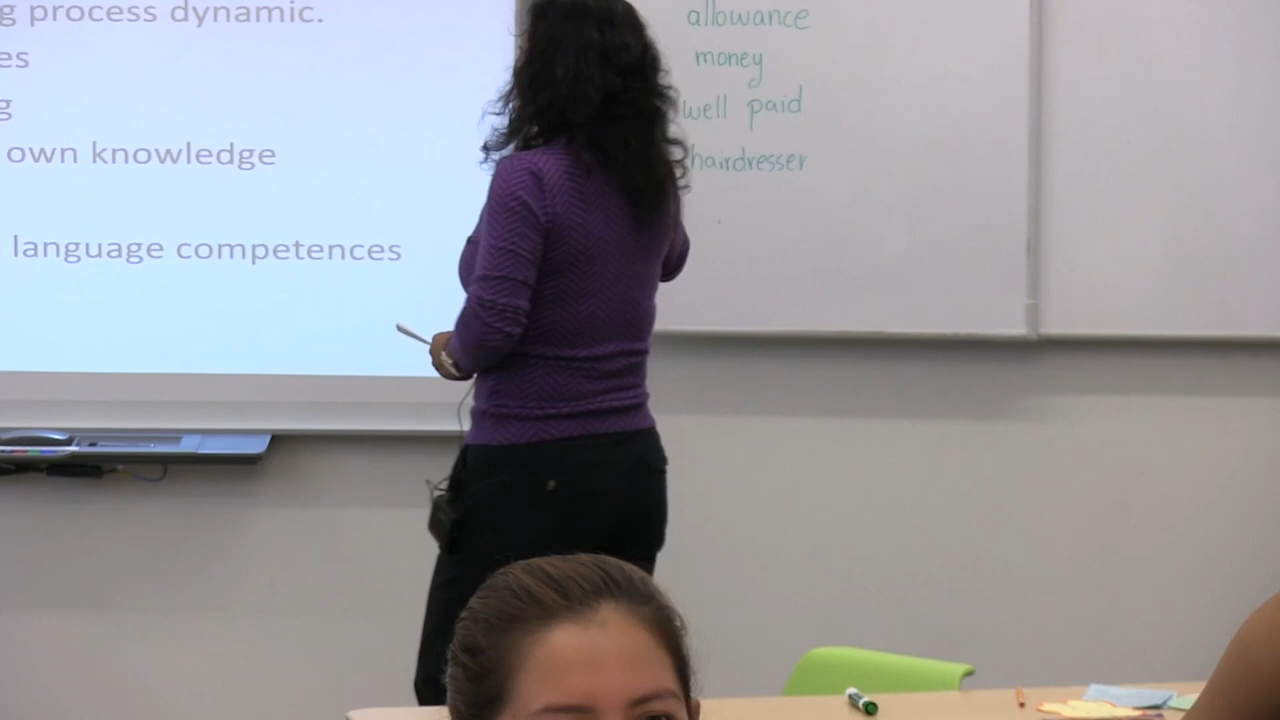 g process dynamic.
es
g
own knowledge
language competences
allowance
money
well paid
hairdresser